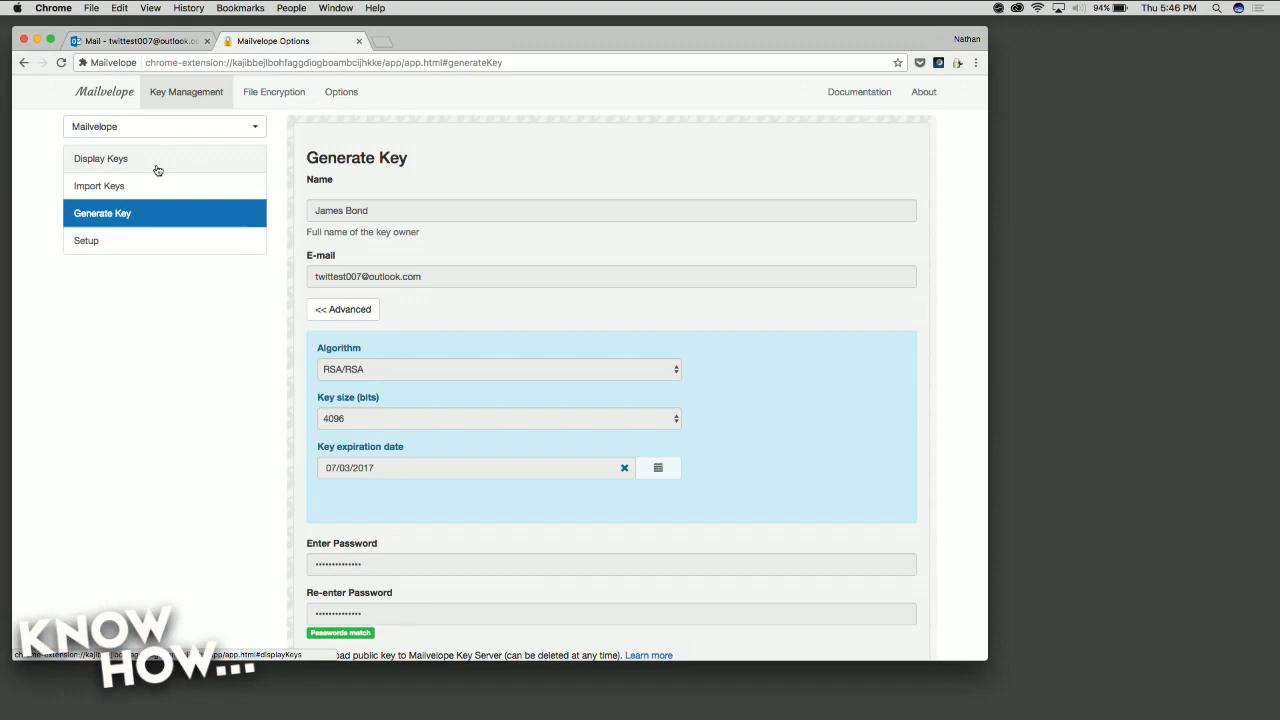 Chrome File Edit View History Bookmarks People Window Help 94% Thu 5:46 PM
Mail - twittest007@outlook.co × Mailvelope Options × Nathan
Mailvelope chrome-extension://kajibbejlbohfaggdiogboambcijhkke/app/app.html#generateKey
Mailvelope Key Management File Encryption Options Documentation About
Mailvelope
Display Keys
Import Keys
Generate Key
Setup
Generate Key
Name
James Bond
Full name of the key owner
E-mail
twittest007@outlook.com
<< Advanced
Algorithm
RSA/RSA
Key size (bits)
4096
Key expiration date
07/03/2017
Enter Password
••••••••••••••
Re-enter Password
••••••••••••••
Passwords match
oad public key to Mailvelope Key Server (can be deleted at any time). Learn more
KNOW
HOW...